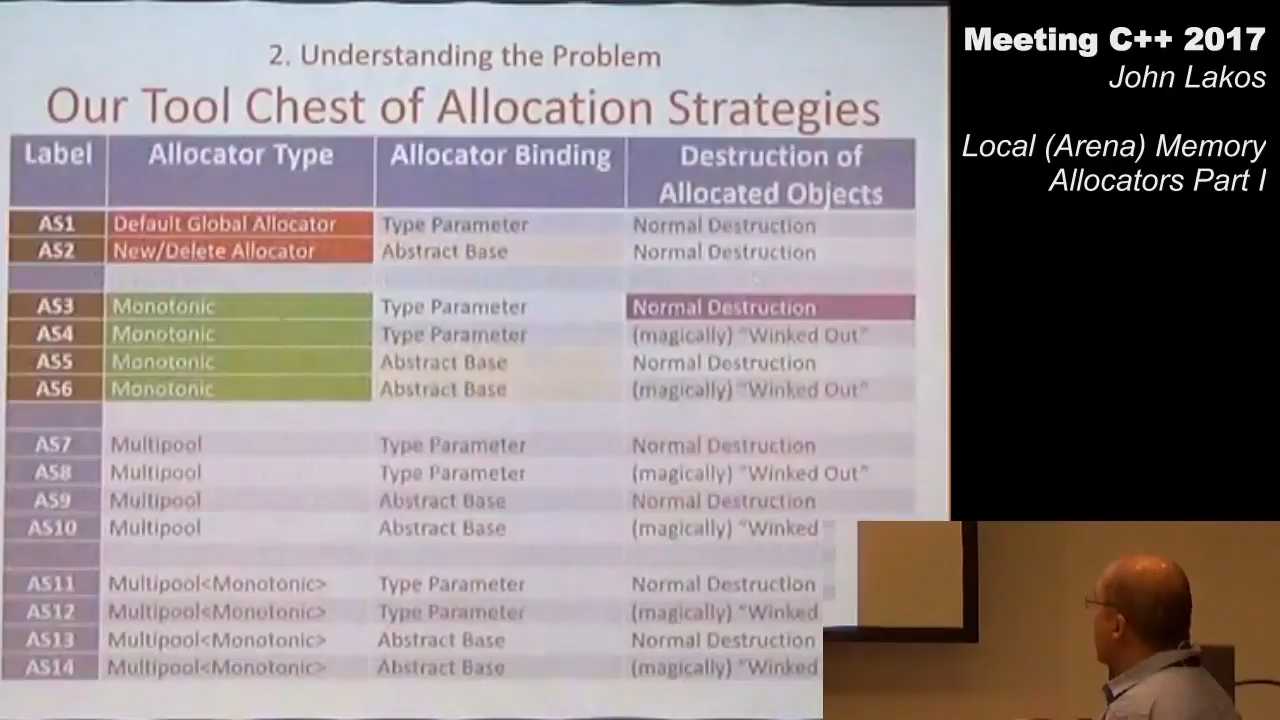 2. Understanding the Problem
Our Tool Chest of Allocation Strategies
Label Allocator Type Allocator Binding Destruction of Allocated Objects
AS1 Default Global Allocator Type Parameter Normal Destruction
AS2 New/Delete Allocator Abstract Base Normal Destruction
AS3 Monotonic Type Parameter Normal Destruction
AS4 Monotonic Type Parameter (magically) "Winked Out"
AS5 Monotonic Abstract Base Normal Destruction
AS6 Monotonic Abstract Base (magically) "Winked Out"
AS7 Multipool Type Parameter Normal Destruction
AS8 Multipool Type Parameter (magically) "Winked Out"
AS9 Multipool Abstract Base Normal Destruction
AS10 Multipool Abstract Base (magically) "Winked
AS11 Multipool<Monotonic> Type Parameter Normal Destruction
AS12 Multipool<Monotonic> Type Parameter (magically) "Winked
AS13 Multipool<Monotonic> Abstract Base Normal Destruction
AS14 Multipool<Monotonic> Abstract Base (magically) "Winked
Meeting C++ 2017
John Lakos
Local (Arena) Memory
Allocators Part I